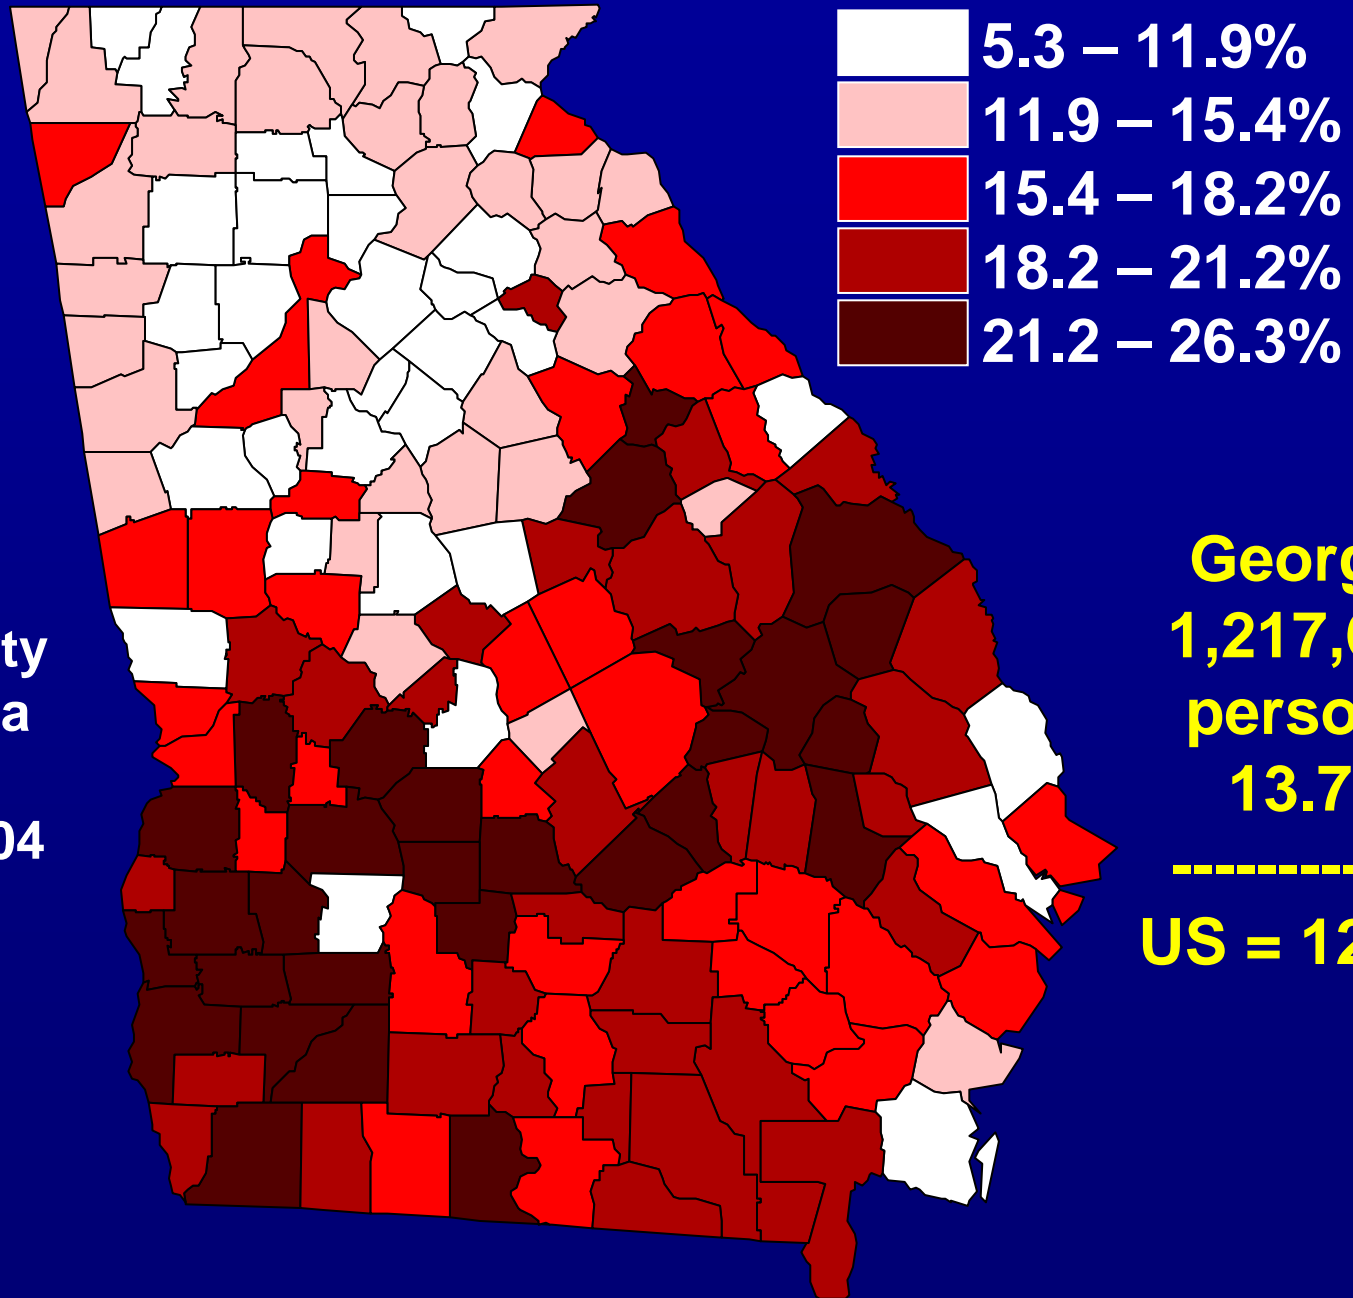 5.3 – 11.9%
11.9 – 15.4%
15.4 – 18.2%
18.2 – 21.2%
21.2 – 26.3%
ty
a
04
Georg
1,217,
perso
13.7
----------
US = 12